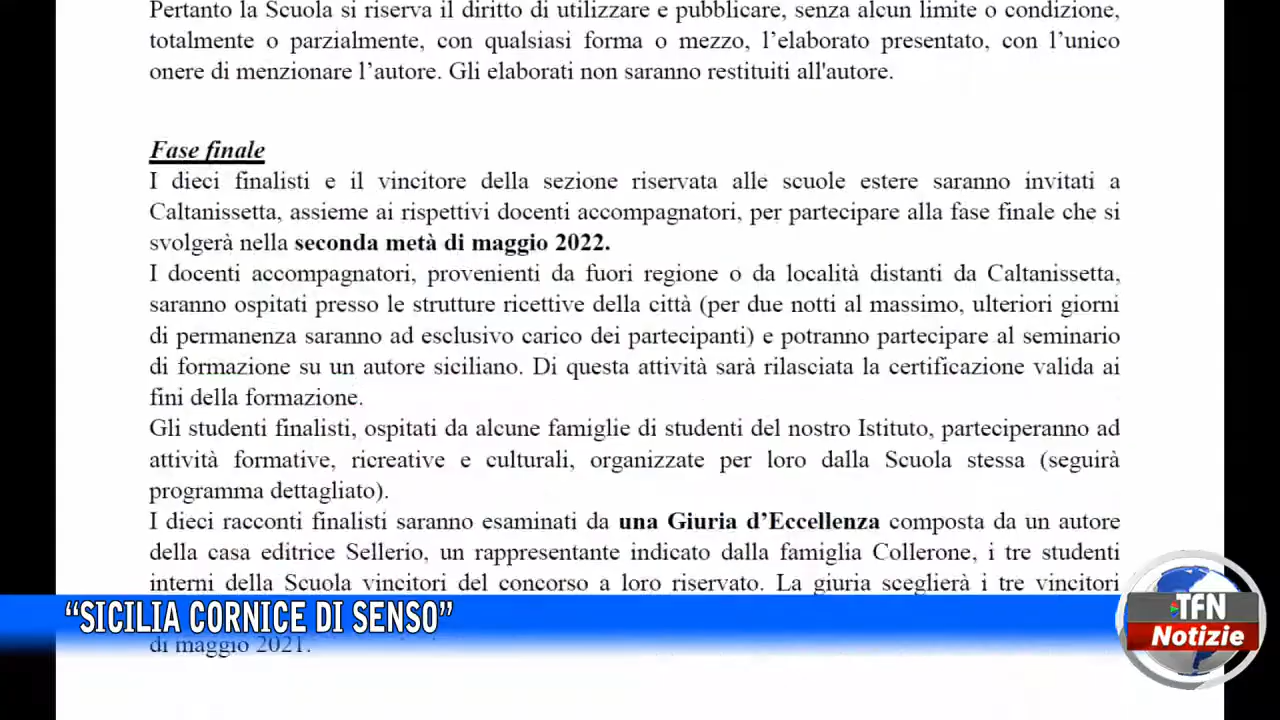 Pertanto la Scuola si riserva il diritto di utilizzare e pubblicare, senza alcun limite o condizione,
totalmente o parzialmente, con qualsiasi forma o mezzo, l’elaborato presentato, con l’unico
onere di menzionare l’autore. Gli elaborati non saranno restituiti all'autore.
Fase finale
I dieci finalisti e il vincitore della sezione riservata alle scuole estere saranno invitati a
Caltanissetta, assieme ai rispettivi docenti accompagnatori, per partecipare alla fase finale che si
svolgerà nella seconda metà di maggio 2022.
I docenti accompagnatori, provenienti da fuori regione o da località distanti da Caltanissetta,
saranno ospitati presso le strutture ricettive della città (per due notti al massimo, ulteriori giorni
di permanenza saranno ad esclusivo carico dei partecipanti) e potranno partecipare al seminario
di formazione su un autore siciliano. Di questa attività sarà rilasciata la certificazione valida ai
fini della formazione.
Gli studenti finalisti, ospitati da alcune famiglie di studenti del nostro Istituto, parteciperanno ad
attività formative, ricreative e culturali, organizzate per loro dalla Scuola stessa (seguirà
programma dettagliato).
I dieci racconti finalisti saranno esaminati da una Giuria d’Eccellenza composta da un autore
della casa editrice Sellerio, un rappresentante indicato dalla famiglia Collerone, i tre studenti
interni della Scuola vincitori del concorso a loro riservato. La giuria sceglierà i tre vincitori
“SICILIA CORNICE DI SENSO”
TFN
Notizie
di maggio 2021.